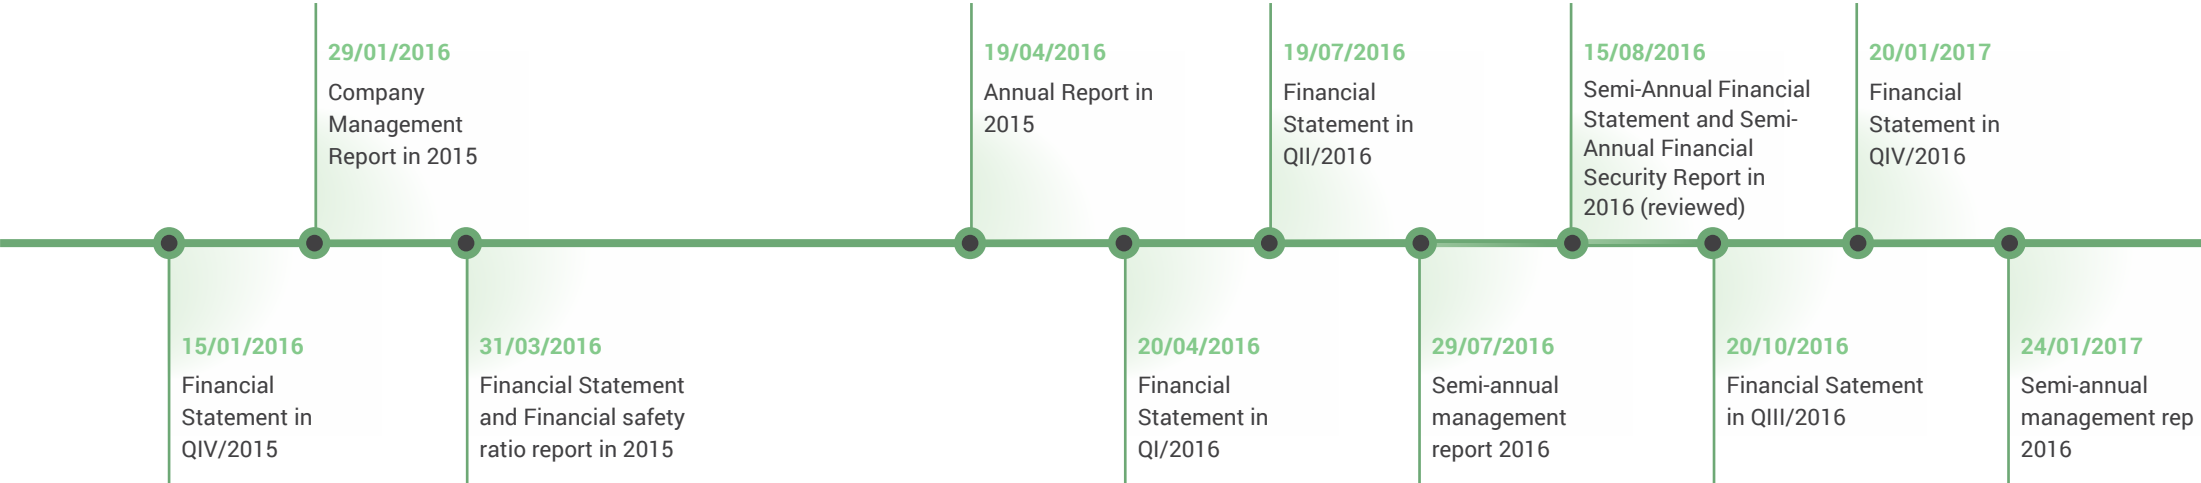 29/01/2016
Company
Management
Report in 2015
19/04/2016
Annual Report in
2015
19/07/2016
Financial
Statement in
QII/2016
15/08/2016
Semi-Annual Financial
Statement and Semi-
Annual Financial
Security Report in
2016 (reviewed)
20/01/2017
Financial
Statement in
QIV/2016
15/01/2016
Financial
Statement in
QIV/2015
31/03/2016
Financial Statement
and Financial safety
ratio report in 2015
20/04/2016
Financial
Statement in
QI/2016
29/07/2016
Semi-annual
management
report 2016
20/10/2016
Financial Satement
in QIII/2016
24/01/2017
Semi-annual
management rep
2016